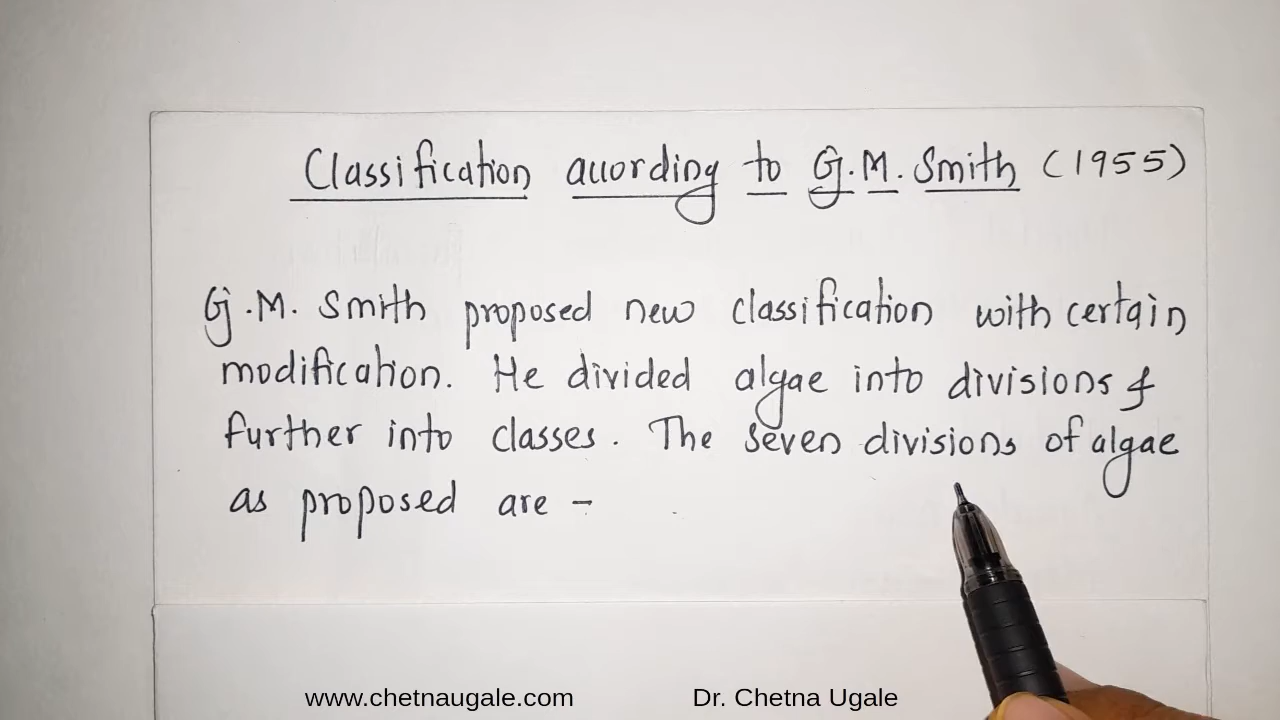 Classification according to G.M. Smith (1955)
G.M. Smith proposed new classification with certain
modification. He divided algae into divisions &
further into classes. The seven divisions of algae
as proposed are -
www.chetnaugale.com Dr. Chetna Ugale